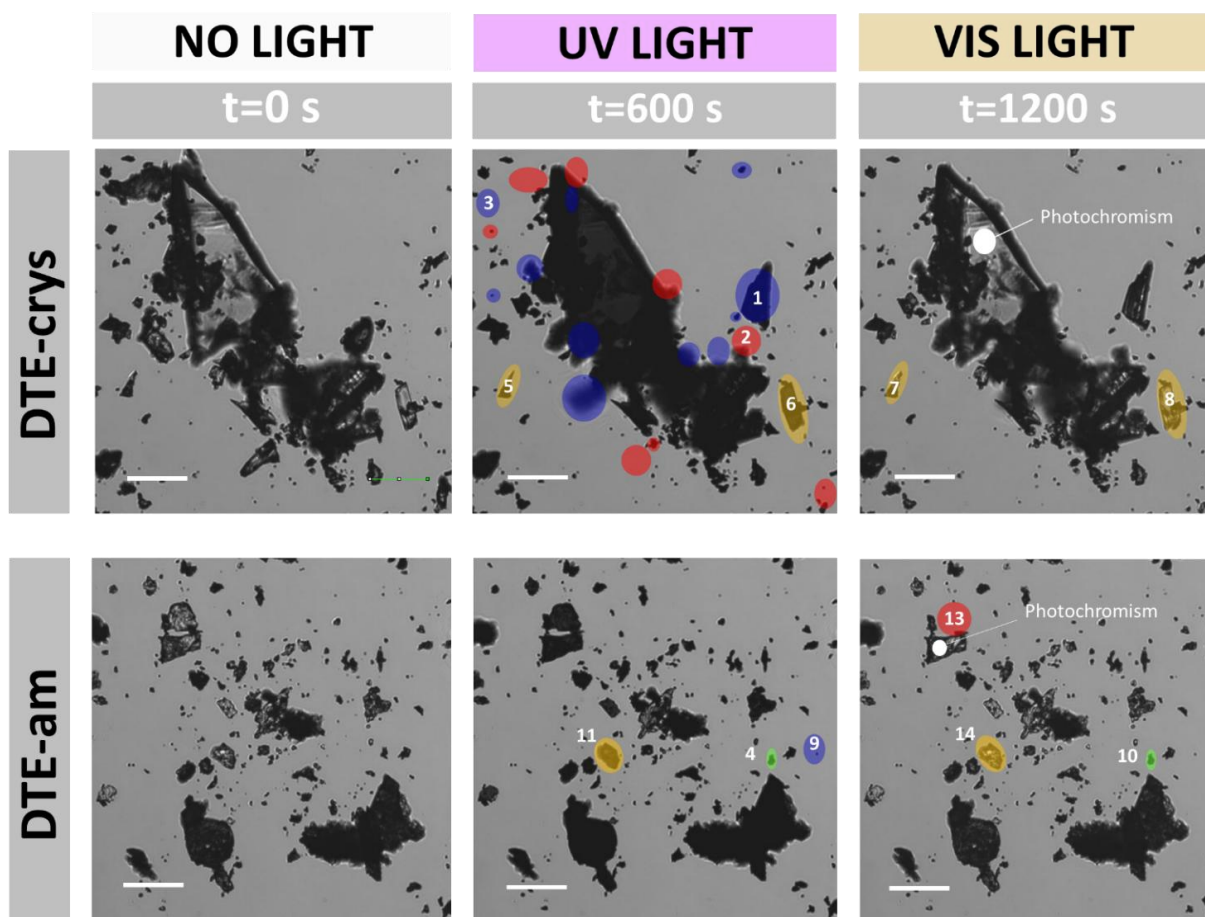 NO LIGHT
UV LIGHT
VIS LIGHT
t=0 s
t=600 s
t=1200 s
DTE-crys
3
1
2
5
6
Photochromism
7
8
DTE-am
11
4
9
13
Photochromism
14
10